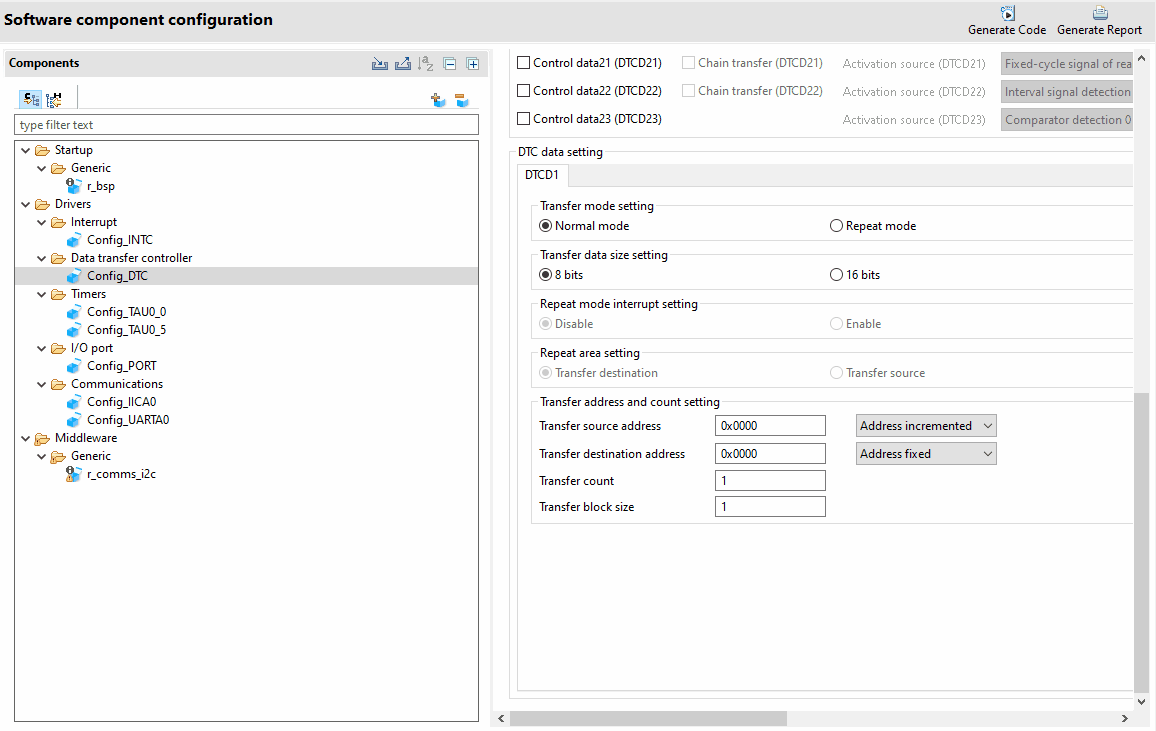 Software component configuration
Generate Code Generate Report
Components
type filter text
Startup
Generic
r_bsp
Drivers
Interrupt
Config_INTC
Data transfer controller
Config_DTC
Timers
Config_TAU0_0
Config_TAU0_5
I/O port
Config_PORT
Communications
Config_IICA0
Config_UARTA0
Middleware
Generic
r_comms_i2c
Control data21 (DTCD21) Chain transfer (DTCD21) Activation source (DTCD21) Fixed-cycle signal of rea
Control data22 (DTCD22) Chain transfer (DTCD22) Activation source (DTCD22) Interval signal detection
Control data23 (DTCD23) Activation source (DTCD23) Comparator detection 0
DTC data setting
DTCD1
Transfer mode setting
Normal mode Repeat mode
Transfer data size setting
8 bits 16 bits
Repeat mode interrupt setting
Disable Enable
Repeat area setting
Transfer destination Transfer source
Transfer address and count setting
Transfer source address 0x0000 Address incremented
Transfer destination address 0x0000 Address fixed
Transfer count 1
Transfer block size 1